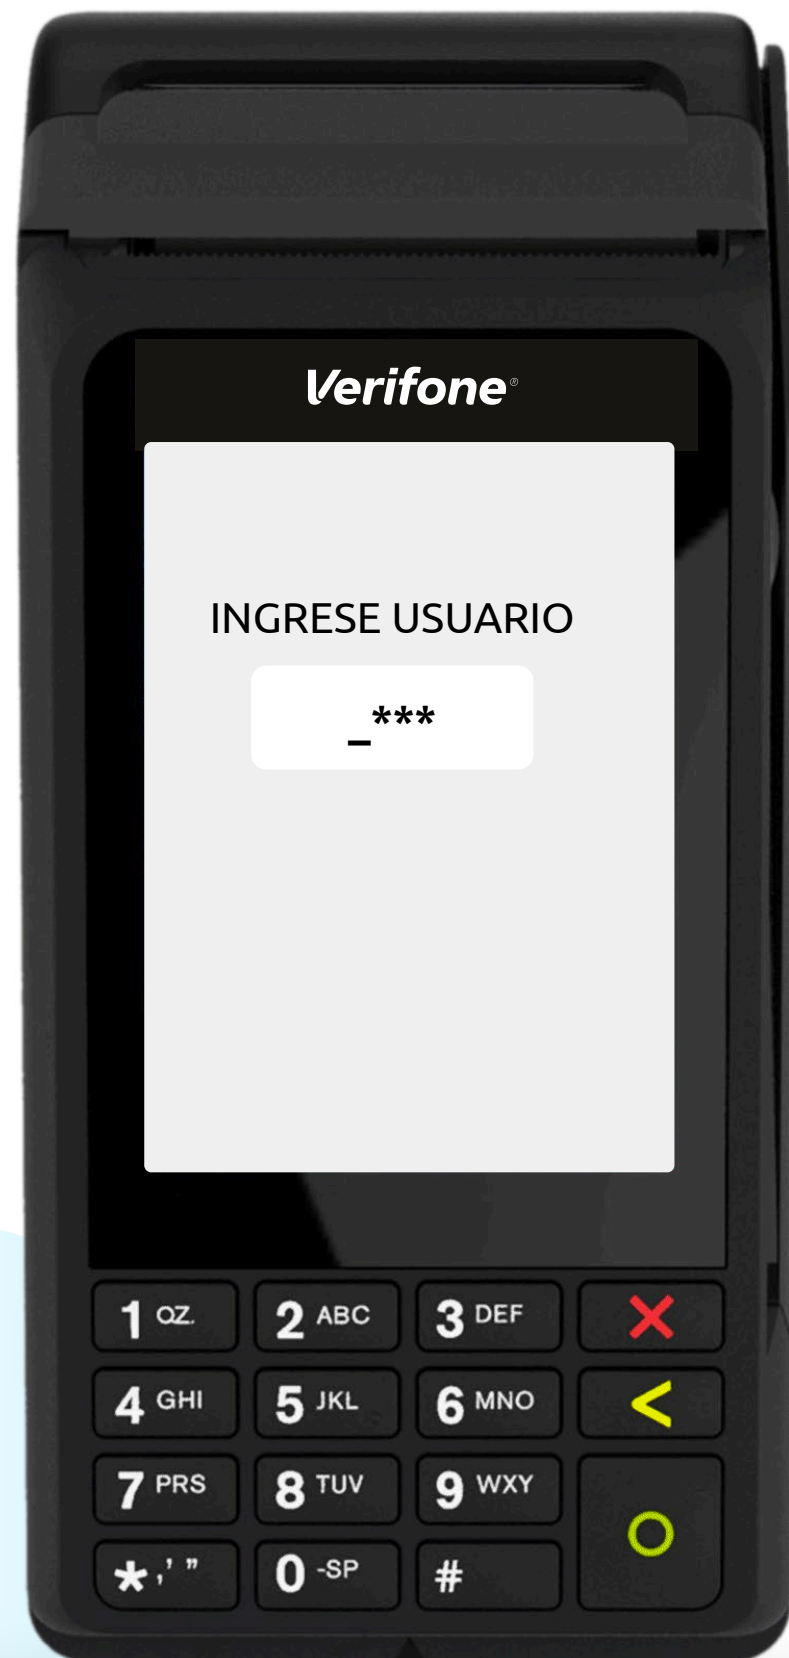 Verifone®
INGRESE USUARIO
_***
1 QZ. 2 ABC 3 DEF
4 GHI 5 JKL 6 MNO <
7 PRS 8 TUV 9 WXY
*,' " 0 -SP #